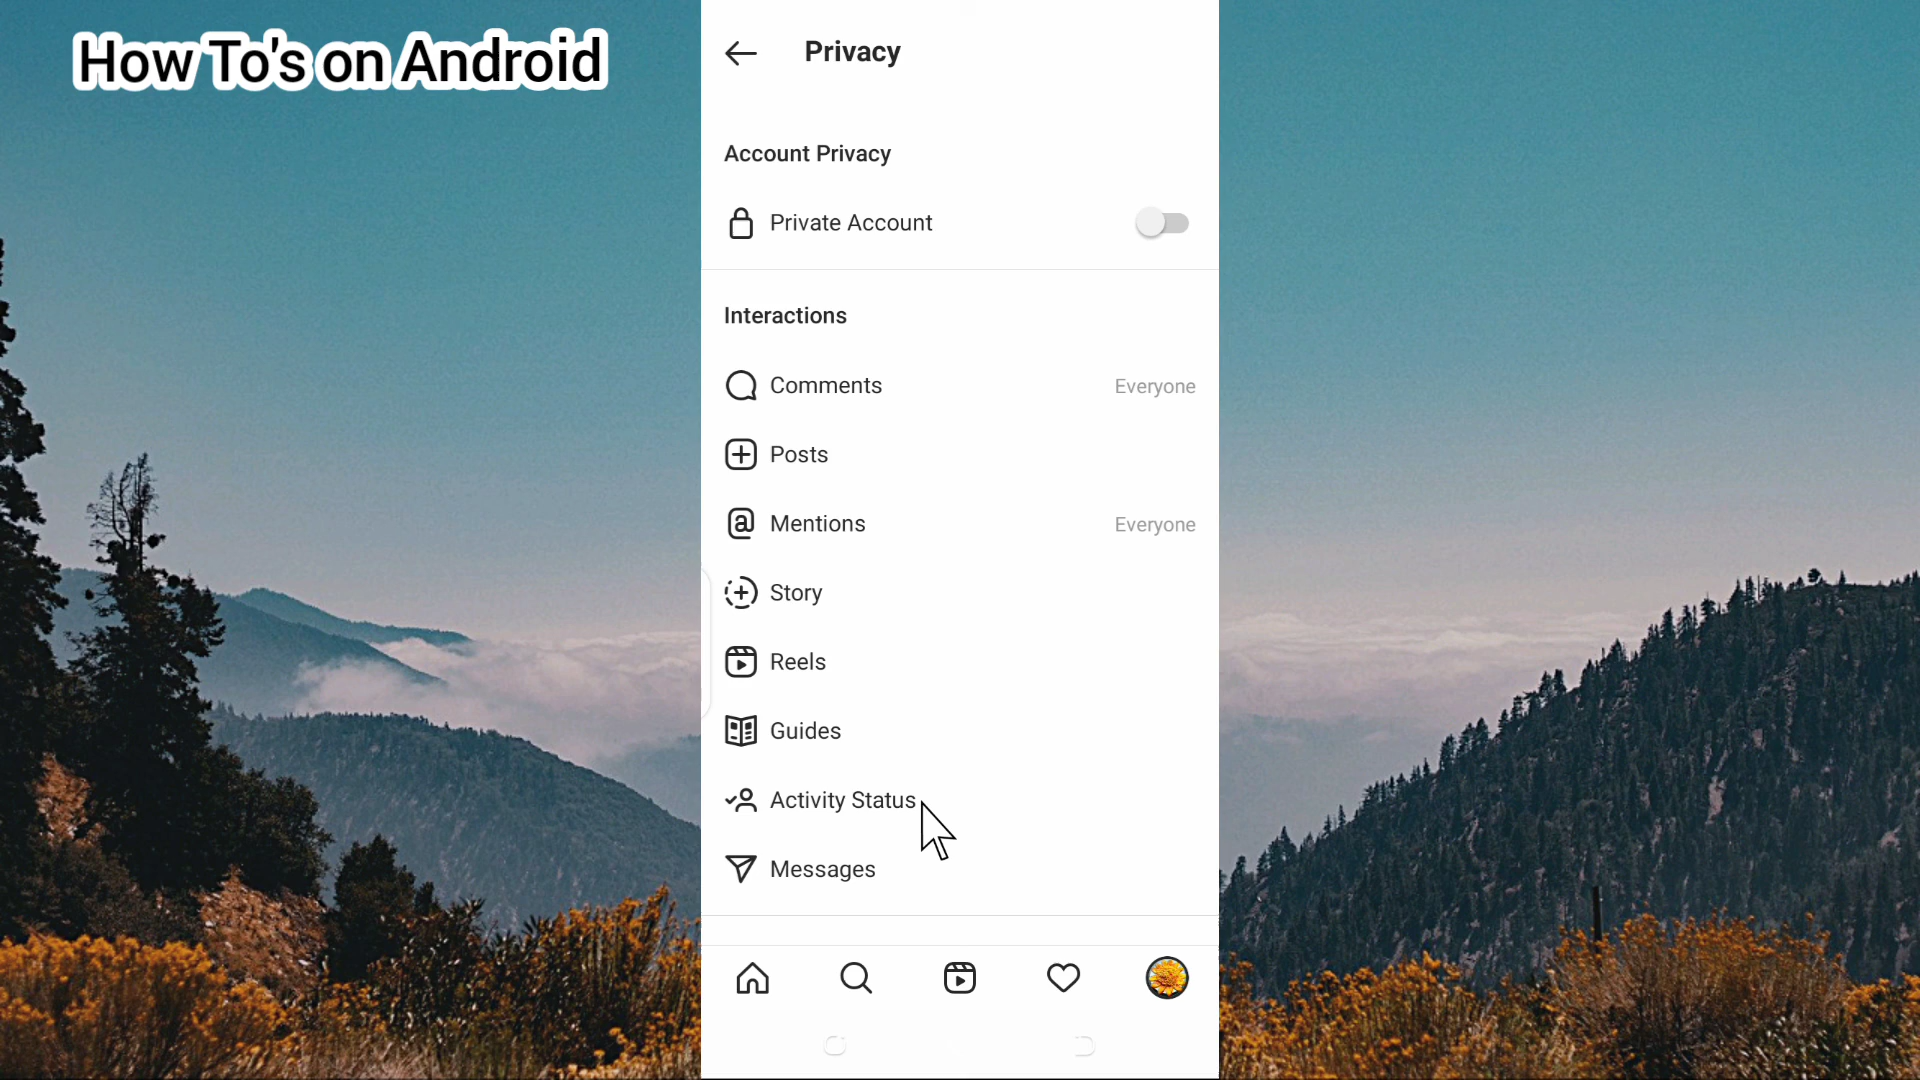 How To's on Android
Privacy
Account Privacy
Private Account
Interactions
Comments Everyone
Posts
Mentions Everyone
Story
Reels
Guides
Activity Status
Messages